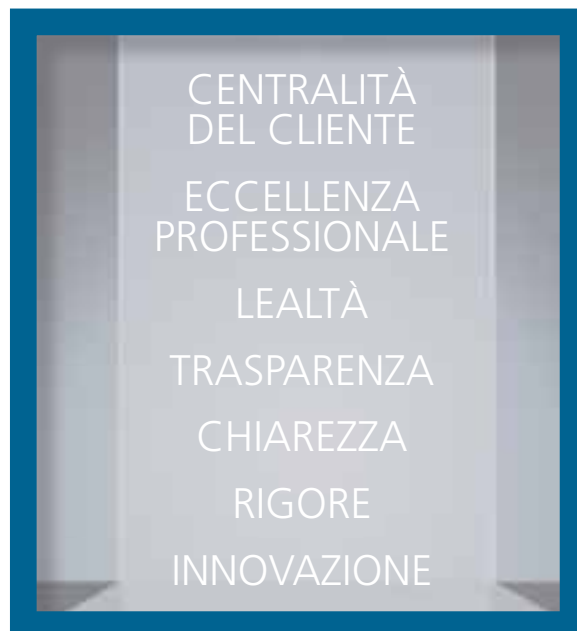 CENTRALITÀ
DEL CLIENTE
ECCELLENZA
PROFESSIONALE
LEALTÀ
TRASPARENZA
CHIAREZZA
RIGORE
INNOVAZIONE